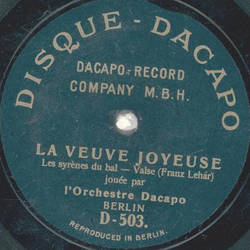 DISQUE-DACAPO
DACAPO-RECORD
COMPANY M.B.H.
LA VEUVE JOYEUSE
Les syrènes du bal — Valse (Franz Lehár)
jouée par
l'Orchestre Dacapo
BERLIN
D-503.
REPRODUCED IN BERLIN.